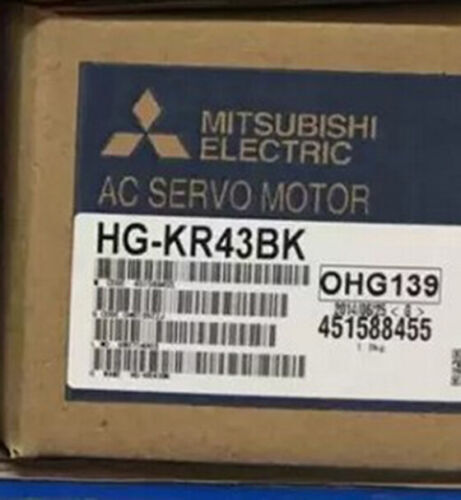 MITSUBISHI
ELECTRIC
AC SERVO MOTOR
HG-KR43BK
OHG139
451588455